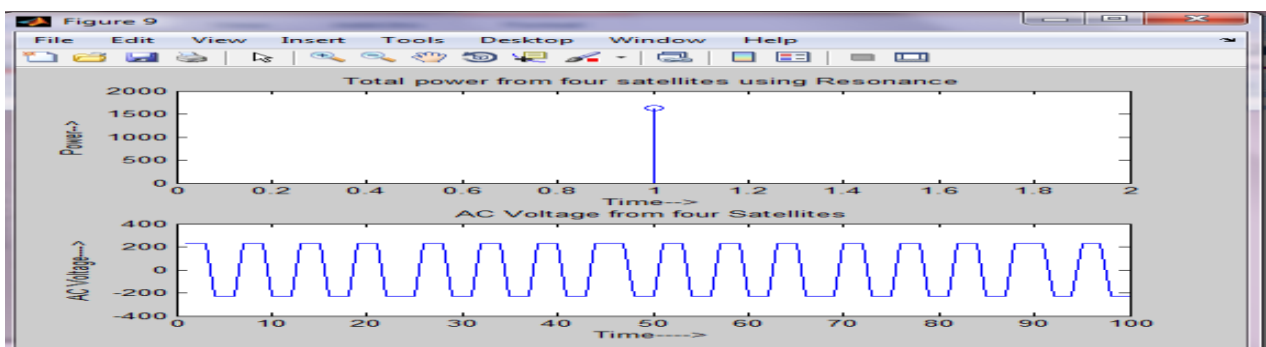 Figure 9
File Edit View Insert Tools Desktop Window Help
Total power from four satellites using Resonance
2000
1500
1000
500
0
Power-->
0 0.2 0.4 0.6 0.8 1 1.2 1.4 1.6 1.8 2
Time--->
AC Voltage from four Satellites
400
200
0
-200
-400
AC Voltage---->
0 10 20 30 40 50 60 70 80 90 100
Time---->